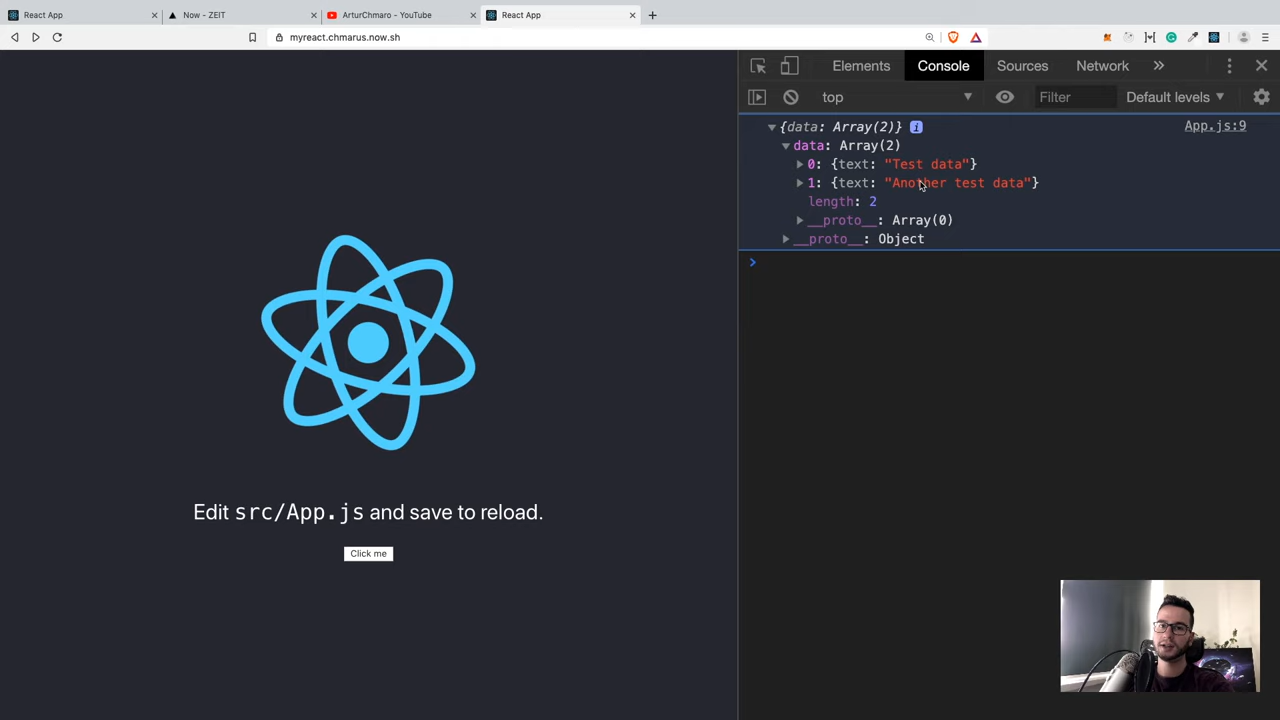 React App
Now - ZEIT
ArturChmaro - YouTube
React App
myreact.chmarus.now.sh
Elements Console Sources Network
top Filter Default levels
{data: Array(2)} i App.js:9
data: Array(2)
0: {text: "Test data"}
1: {text: "Another test data"}
length: 2
__proto__: Array(0)
__proto__: Object
Edit src/App.js and save to reload.
Click me